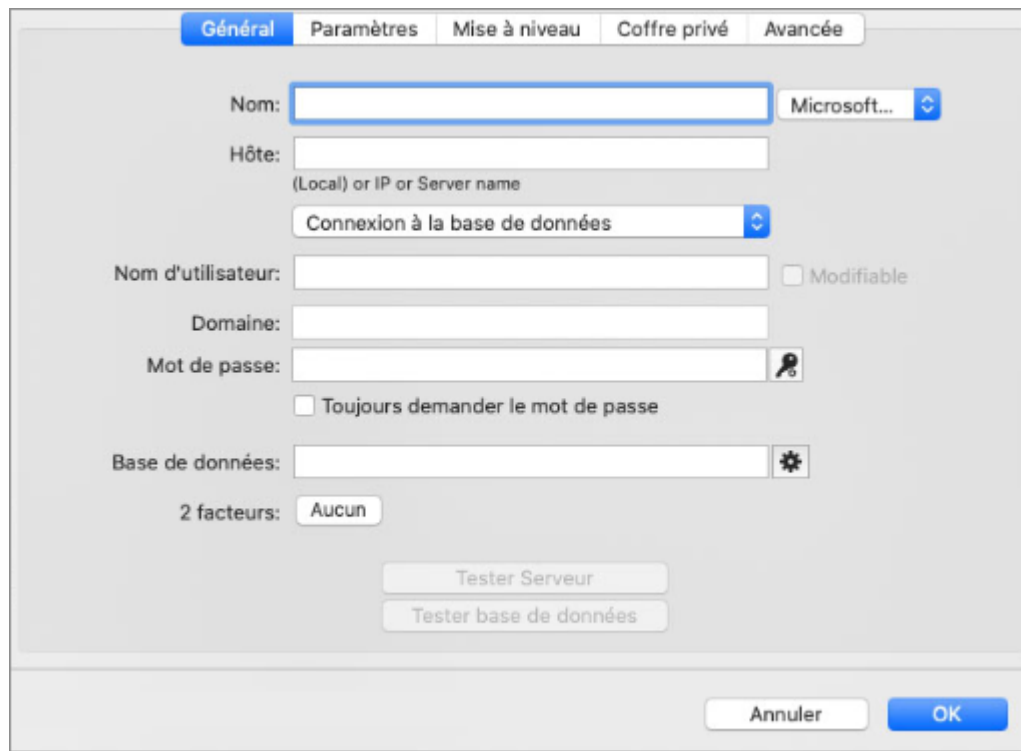 Général Paramètres Mise à niveau Coffre privé Avancée
Nom: Microsoft...
Hôte:
(Local) or IP or Server name
Connexion à la base de données
Nom d'utilisateur: Modifiable
Domaine:
Mot de passe:
Toujours demander le mot de passe
Base de données:
2 facteurs: Aucun
Tester Serveur
Tester base de données
Annuler OK